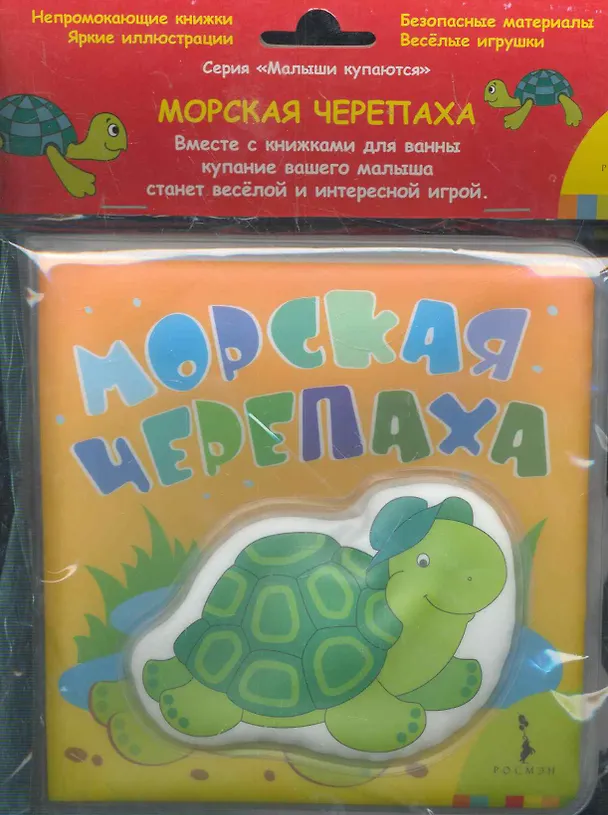 Непромокающие книжки
Яркие иллюстрации
Безопасные материалы
Весёлые игрушки
Серия «Малыши купаются»
МОРСКАЯ ЧЕРЕПАХА
Вместе с книжками для ванны
купание вашего малыша
станет весёлой и интересной игрой.
МОРСКАЯ
ЧЕРЕПАХА
РОСМЭН